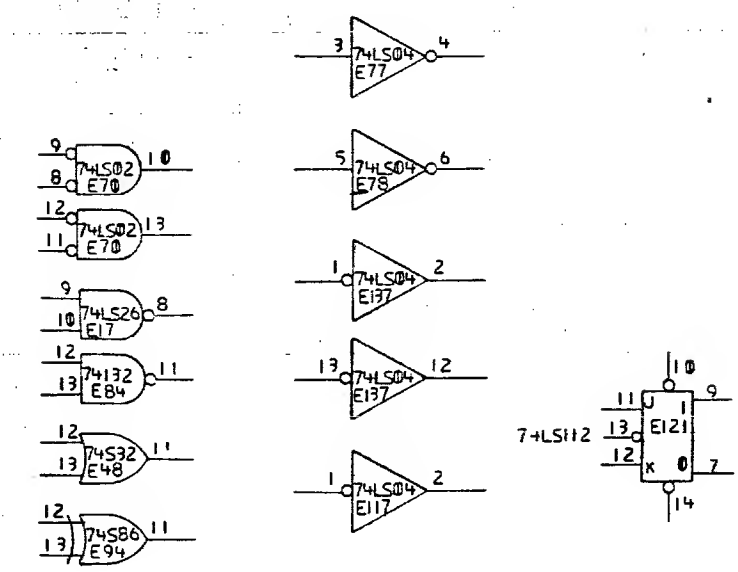 3 4
74LS04
E77
9 10
8
74LS02
E70
12 13
11
74LS02
E70
5 6
74LS04
E78
9 8
10
74LS26
E17
1 2
74LS04
E137
12 11
13
74132
E84
13 12
74LS04
E137
12 11
13
74S32
E48
1 2
74LS04
E117
12 11
13
74S86
E94
10
11 J 1 9
74LS112 13 E121
12 K 0 7
14